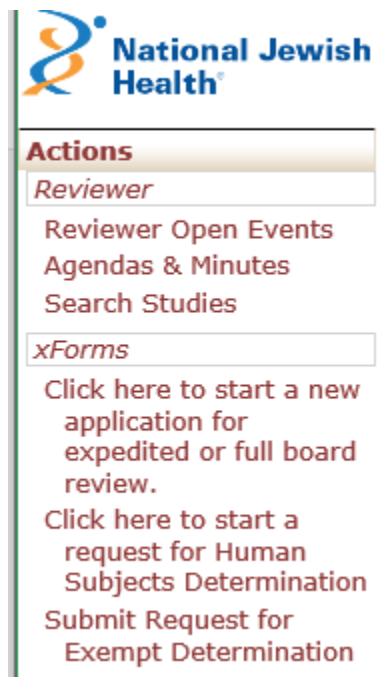 National Jewish
Health®
Actions
Reviewer
Reviewer Open Events
Agendas & Minutes
Search Studies
xForms
Click here to start a new
application for
expedited or full board
review.
Click here to start a
request for Human
Subjects Determination
Submit Request for
Exempt Determination